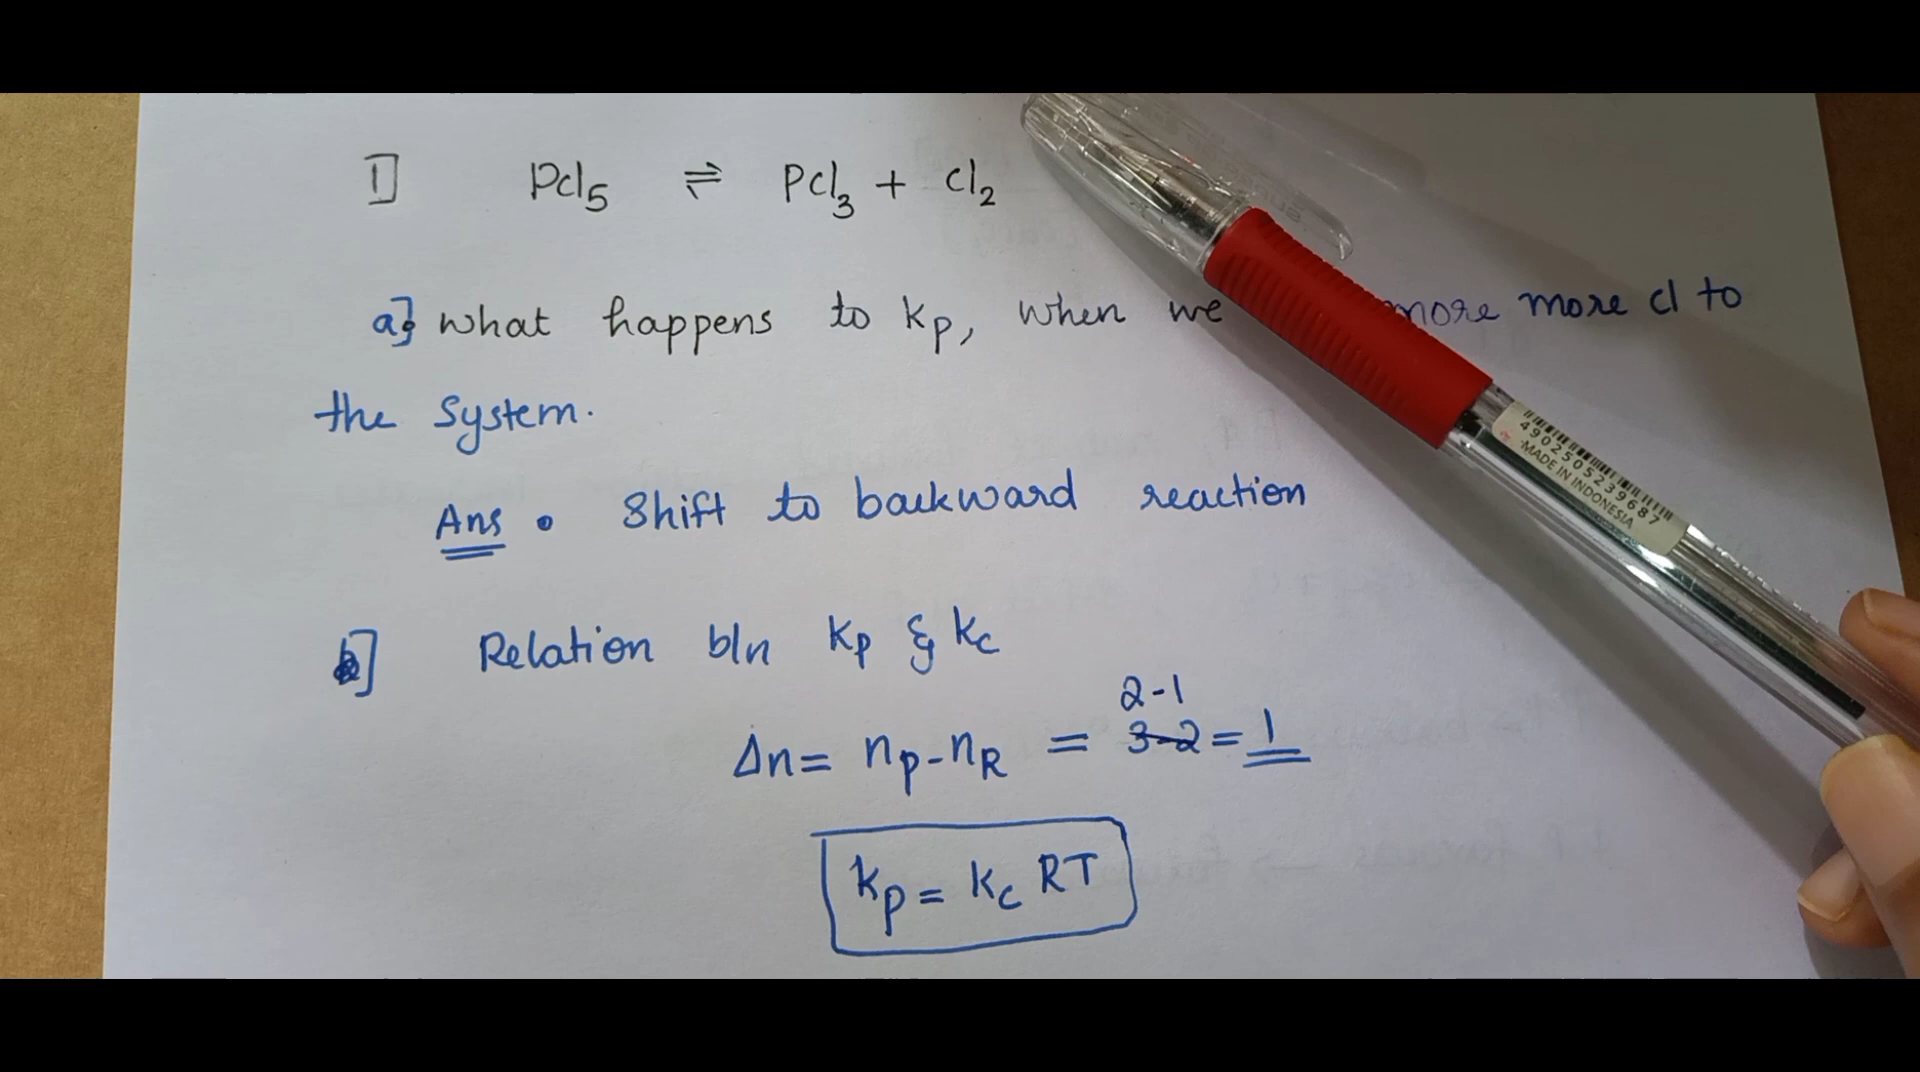 1] PCl5 ⇌ PCl3 + Cl2
a] what happens to Kp, when we more more cl to
the system.
Ans • Shift to backward reaction
b] Relation b/n Kp & Kc
2-1
Δn = np-nR = 3-2 = 1
Kp = Kc RT
4902505239687
MADE IN INDONESIA